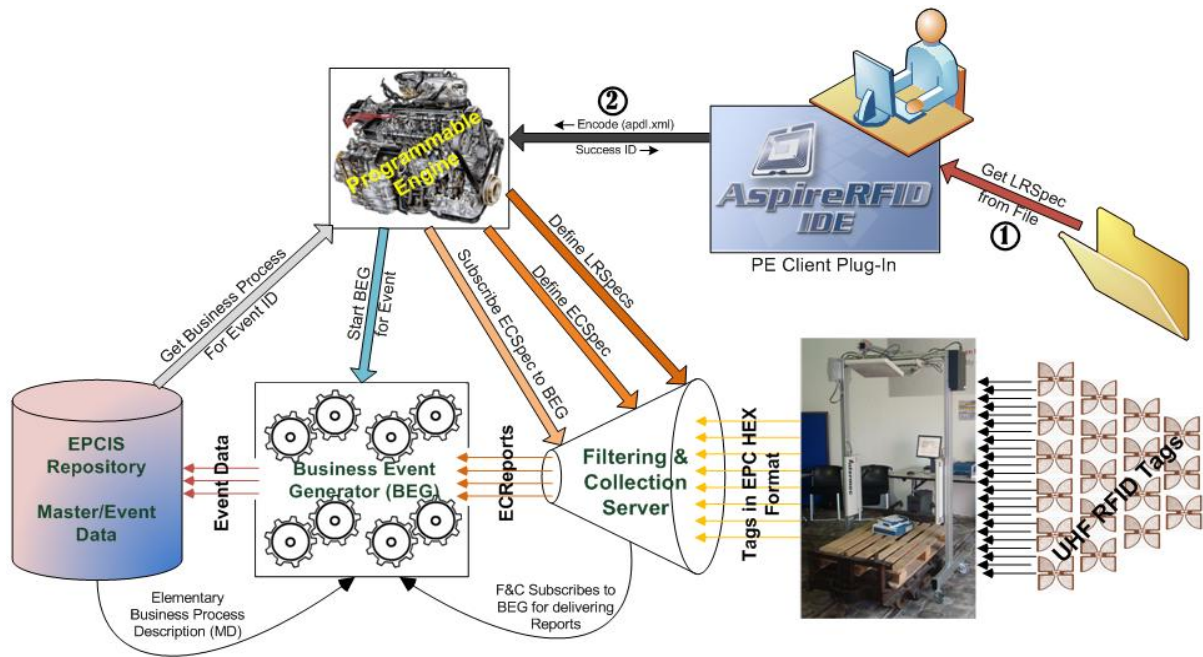 ②
← Encode (apdl.xml)
Success ID →
Programmable
Engine
AspireRFID
IDE
PE Client Plug-In
Get LRSpec
from File
①
Define LRSpecs
Define ECSpec
Subscribe ECSpec to BEG
Start BEG
for Event
Get Business Process
For Event ID
EPCIS
Repository
Master/Event
Data
Event Data
Business Event
Generator (BEG)
ECReports
Filtering &
Collection
Server
Tags in EPC HEX
Format
UHF RFID Tags
Elementary
Business Process
Description (MD)
F&C Subscribes to
BEG for delivering
Reports